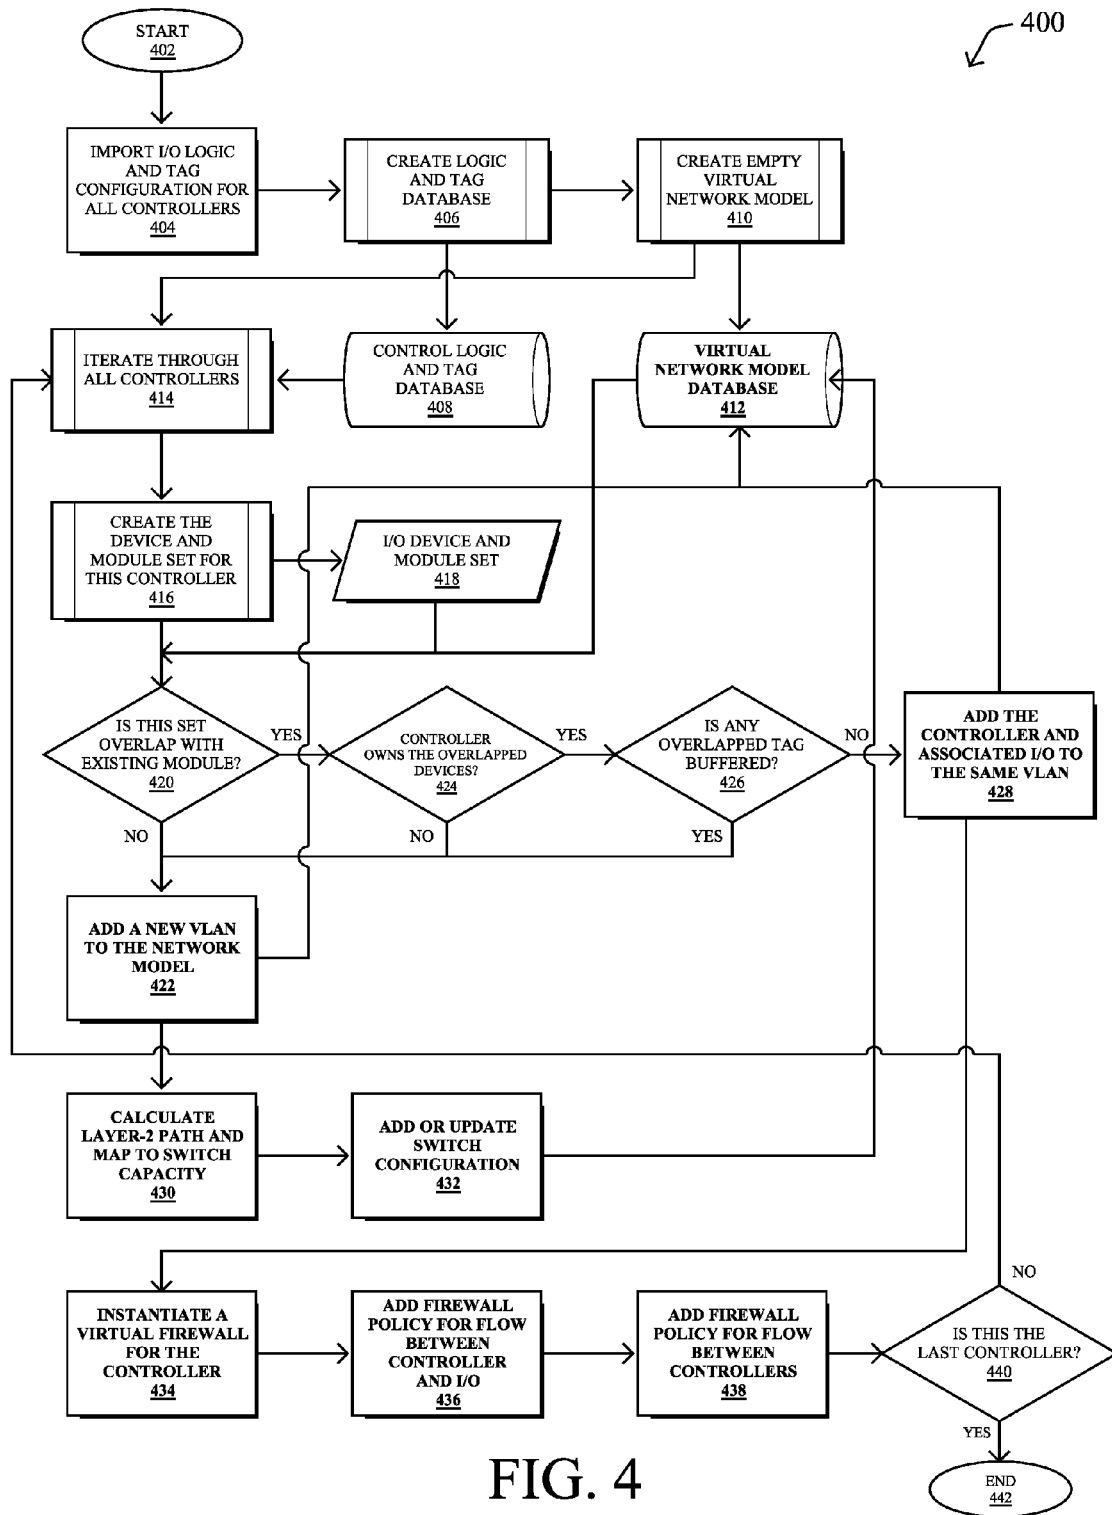 400
START
402
IMPORT I/O LOGIC
AND TAG
CONFIGURATION FOR
ALL CONTROLLERS
404
CREATE LOGIC
AND TAG
DATABASE
406
CREATE EMPTY
VIRTUAL
NETWORK MODEL
410
ITERATE THROUGH
ALL CONTROLLERS
414
CONTROL LOGIC
AND TAG
DATABASE
408
VIRTUAL
NETWORK MODEL
DATABASE
412
CREATE THE
DEVICE AND
MODULE SET FOR
THIS CONTROLLER
416
I/O DEVICE AND
MODULE SET
418
IS THIS SET
OVERLAP WITH
EXISTING MODULE?
420
YES
NO
CONTROLLER
OWNS THE OVERLAPPED
DEVICES?
424
YES
NO
IS ANY
OVERLAPPED TAG
BUFFERED?
426
NO
YES
ADD THE
CONTROLLER AND
ASSOCIATED I/O TO
THE SAME VLAN
428
ADD A NEW VLAN
TO THE NETWORK
MODEL
422
CALCULATE
LAYER-2 PATH AND
MAP TO SWITCH
CAPACITY
430
ADD OR UPDATE
SWITCH
CONFIGURATION
432
INSTANTIATE A
VIRTUAL FIREWALL
FOR THE
CONTROLLER
434
ADD FIREWALL
POLICY FOR FLOW
BETWEEN
CONTROLLER
AND I/O
436
ADD FIREWALL
POLICY FOR FLOW
BETWEEN
CONTROLLERS
438
NO
IS THIS THE
LAST CONTROLLER?
440
YES
END
442
FIG. 4